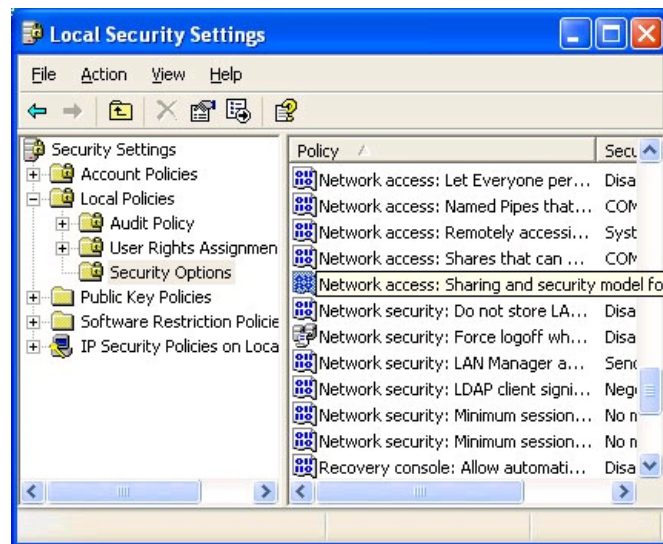 Local Security Settings
File Action View Help
Security Settings
Account Policies
Local Policies
Audit Policy
User Rights Assignmen
Security Options
Public Key Policies
Software Restriction Policie
IP Security Policies on Loca
Policy Secu
Network access: Let Everyone per... Disa
Network access: Named Pipes that... COM
Network access: Remotely accessi... Syst
Network access: Shares that can ... COM
Network access: Sharing and security model fo
Network security: Do not store LA... Disa
Network security: Force logoff wh... Disa
Network security: LAN Manager a... Send
Network security: LDAP client signi... Nego
Network security: Minimum session... No n
Network security: Minimum session... No n
Recovery console: Allow automati... Disa